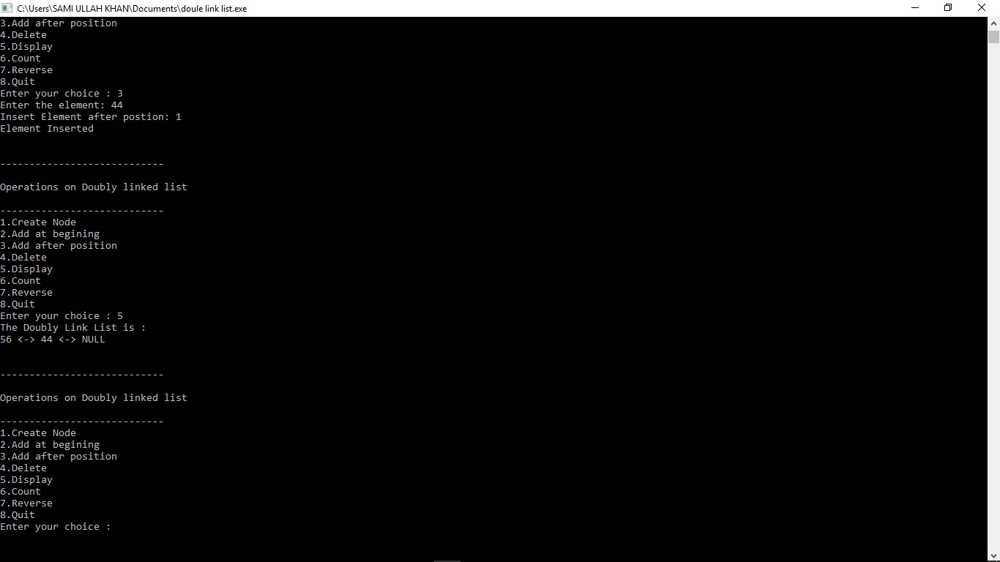 C:\Users\SAMI ULLAH KHAN\Documents\doule link list.exe
3.Add after position
4.Delete
5.Display
6.Count
7.Reverse
8.Quit
Enter your choice : 3
Enter the element: 44
Insert Element after postion: 1
Element Inserted
----------------------------
Operations on Doubly linked list
----------------------------
1.Create Node
2.Add at begining
3.Add after position
4.Delete
5.Display
6.Count
7.Reverse
8.Quit
Enter your choice : 5
The Doubly Link List is :
56 <-> 44 <-> NULL
----------------------------
Operations on Doubly linked list
----------------------------
1.Create Node
2.Add at begining
3.Add after position
4.Delete
5.Display
6.Count
7.Reverse
8.Quit
Enter your choice :